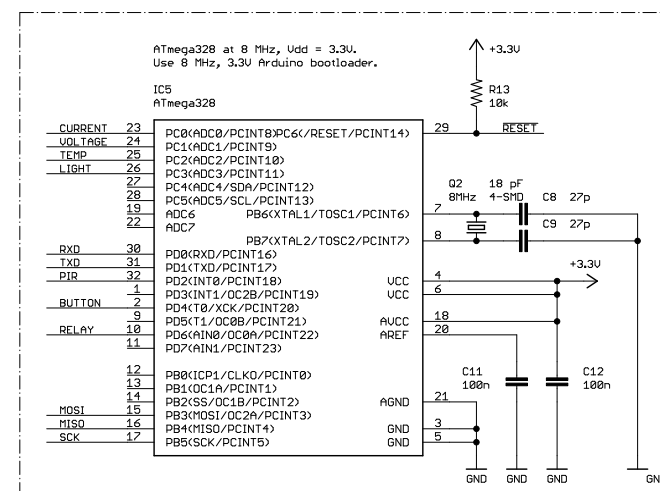 ATmega328 at 8 MHz, Vdd = 3.3V.
Use 8 MHz, 3.3V Arduino bootloader.
+3.3V
R13
10k
IC5
ATmega328
CURRENT 23 PC0(ADC0/PCINT8) PC6(/RESET/PCINT14) 29 RESET
VOLTAGE 24 PC1(ADC1/PCINT9)
TEMP 25 PC2(ADC2/PCINT10)
LIGHT 26 PC3(ADC3/PCINT11)
27 PC4(ADC4/SDA/PCINT12)
28 PC5(ADC5/SCL/PCINT13)
Q2 18 pF
8MHz 4-SMD C8 27p
19 ADC6 PB6(XTAL1/TOSC1/PCINT6) 7
22 ADC7
C9 27p
PB7(XTAL2/TOSC2/PCINT7) 8
RXD 30 PD0(RXD/PCINT16)
TXD 31 PD1(TXD/PCINT17)
+3.3V
PIR 32 PD2(INT0/PCINT18) VCC 4
1 PD3(INT1/OC2B/PCINT19) VCC 6
BUTTON 2 PD4(T0/XCK/PCINT20)
9 PD5(T1/OC0B/PCINT21) AVCC 18
RELAY 10 PD6(AIN0/OC0A/PCINT22) AREF 20
11 PD7(AIN1/PCINT23)
C11 C12
100n 100n
12 PB0(ICP1/CLKO/PCINT0)
13 PB1(OC1A/PCINT1)
14 PB2(SS/OC1B/PCINT2) AGND 21
MOSI 15 PB3(MOSI/OC2A/PCINT3)
MISO 16 PB4(MISO/PCINT4) GND 3
SCK 17 PB5(SCK/PCINT5) GND 5
GND GND GND GN